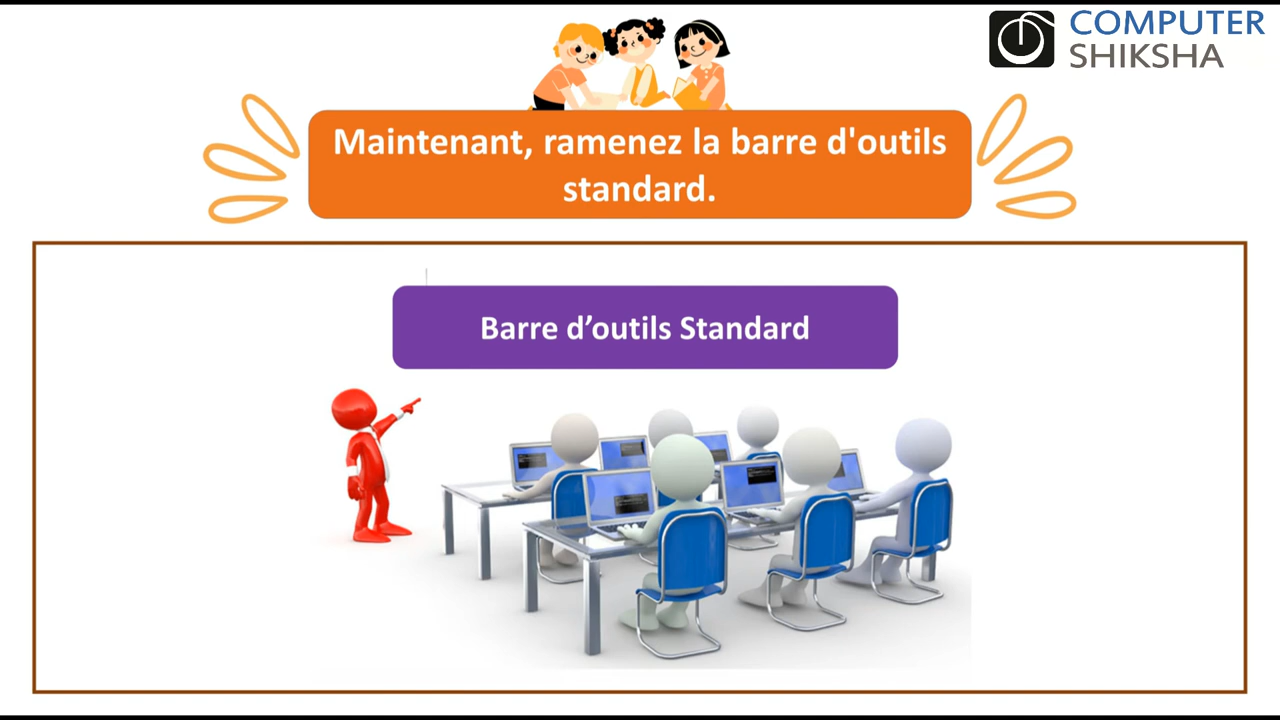 COMPUTER
SHIKSHA
Maintenant, ramenez la barre d'outils
standard.
Barre d’outils Standard